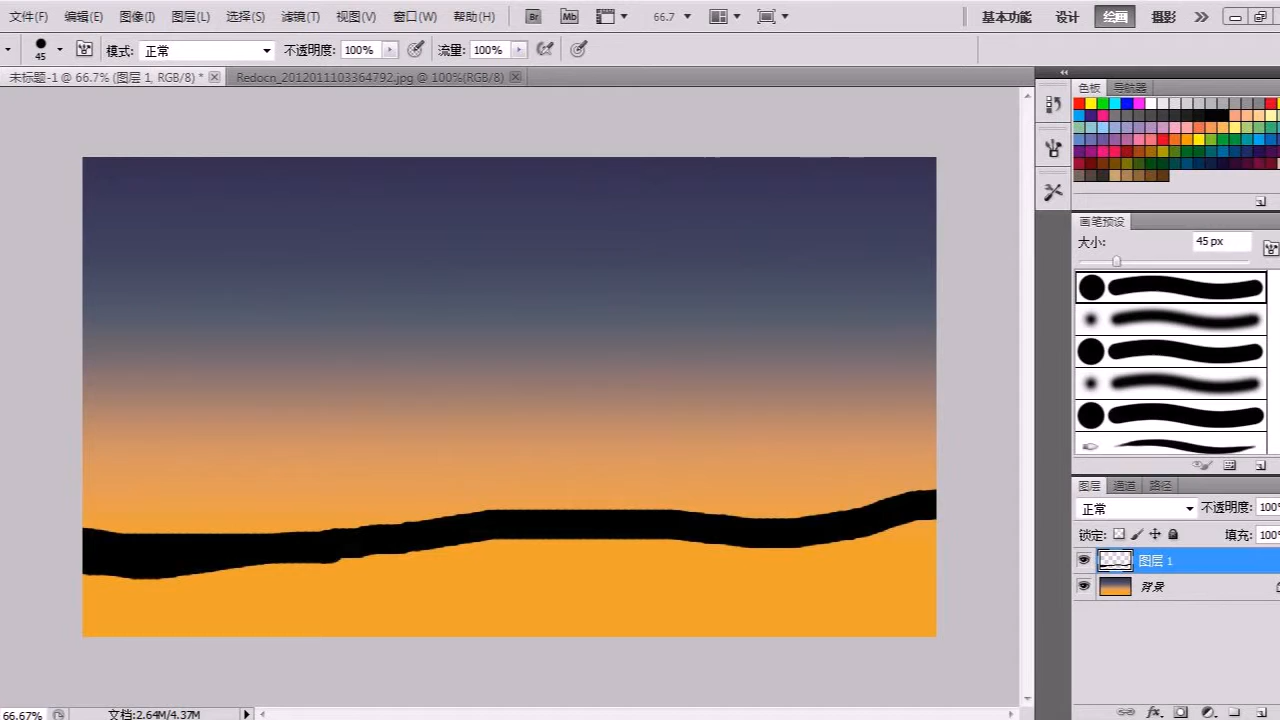 文件(F) 编辑(E) 图像(I) 图层(L) 选择(S) 滤镜(T) 视图(V) 窗口(W) 帮助(H) Br Mb 66.7 基本功能 设计 绘画 摄影
45 模式: 正常 不透明度: 100% 流量: 100%
未标题-1 @ 66.7% (图层 1, RGB/8) * Redocn_2012011103364792.jpg @ 100%(RGB/8)
色板 导航器
画笔预设
大小: 45 px
图层 通道 路径
正常 不透明度: 100%
锁定: 填充: 100%
图层 1
背景
66.67% 文档:2.64M/4.37M